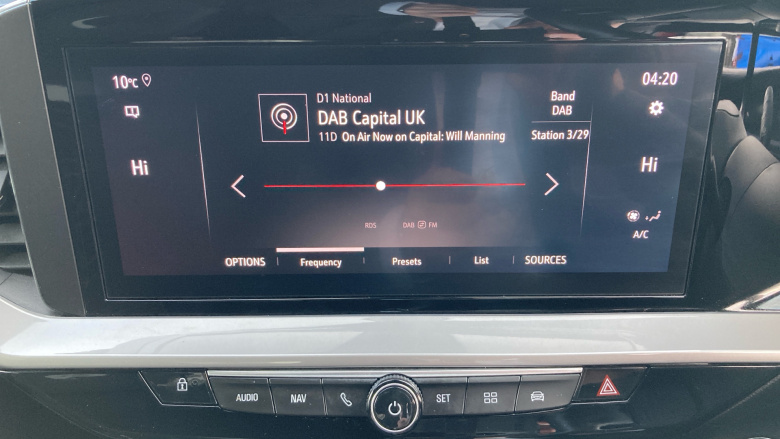 10°C
04:20
D1 National
DAB Capital UK
11D On Air Now on Capital: Will Manning
Band
DAB
Station 3/29
Hi
Hi
RDS
DAB FM
A/C
OPTIONS
Frequency
Presets
List
SOURCES
AUDIO
NAV
SET